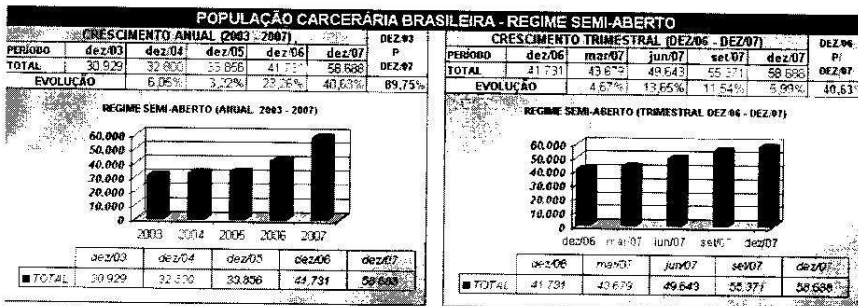 POPULAÇÃO CARCERÁRIA BRASILEIRA - REGIME SEMI-ABERTO
CRESCIMENTO ANUAL (2003 - 2007) DEZ/03
PERÍODO dez/03 dez/04 dez/05 dez/06 dez/07 P
TOTAL 30.929 32.800 33.856 41.731 58.688 DEZ/07
EVOLUÇÃO 6,05% 3,22% 23,26% 40,63% 89,75%
REGIME SEMI-ABERTO (ANUAL 2003 - 2007)
60.000
50.000
40.000
30.000
20.000
10.000
0
2003 2004 2005 2006 2007
dez/03 dez/04 dez/05 dez/06 dez/07
TOTAL 30.929 33.856 41.731 58.688
CRESCIMENTO TRIMESTRAL (DEZ/06 - DEZ/07) DEZ/06
PERÍODO dez/06 mar/07 jun/07 set/07 dez/07 P/
TOTAL 41.731 43.679 49.643 55.371 58.688 DEZ/07
EVOLUÇÃO 4,67% 13,65% 11,54% 5,99% 40,63%
REGIME SEMI-ABERTO (TRIMESTRAL DEZ/06 - DEZ/07)
60.000
50.000
40.000
30.000
20.000
10.000
0
dez/06 mar/07 jun/07 set/07 dez/07
dez/06 mar/07 jun/07 set/07 dez/07
TOTAL 41.731 43.679 49.643 55.371 58.688